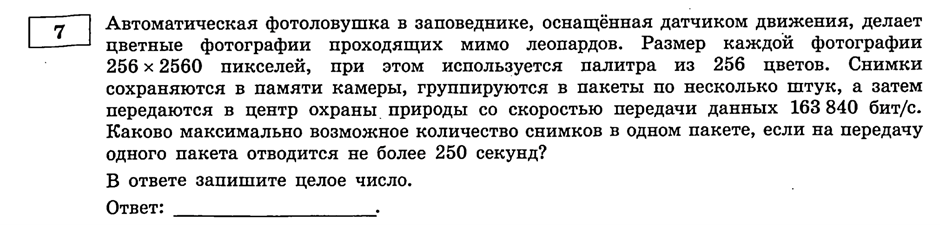 7
Автоматическая фотоловушка в заповеднике, оснащённая датчиком движения, делает
цветные фотографии проходящих мимо леопардов. Размер каждой фотографии
256 × 2560 пикселей, при этом используется палитра из 256 цветов. Снимки
сохраняются в памяти камеры, группируются в пакеты по несколько штук, а затем
передаются в центр охраны природы со скоростью передачи данных 163 840 бит/с.
Каково максимально возможное количество снимков в одном пакете, если на передачу
одного пакета отводится не более 250 секунд?
В ответе запишите целое число.
Ответ: ____________________.